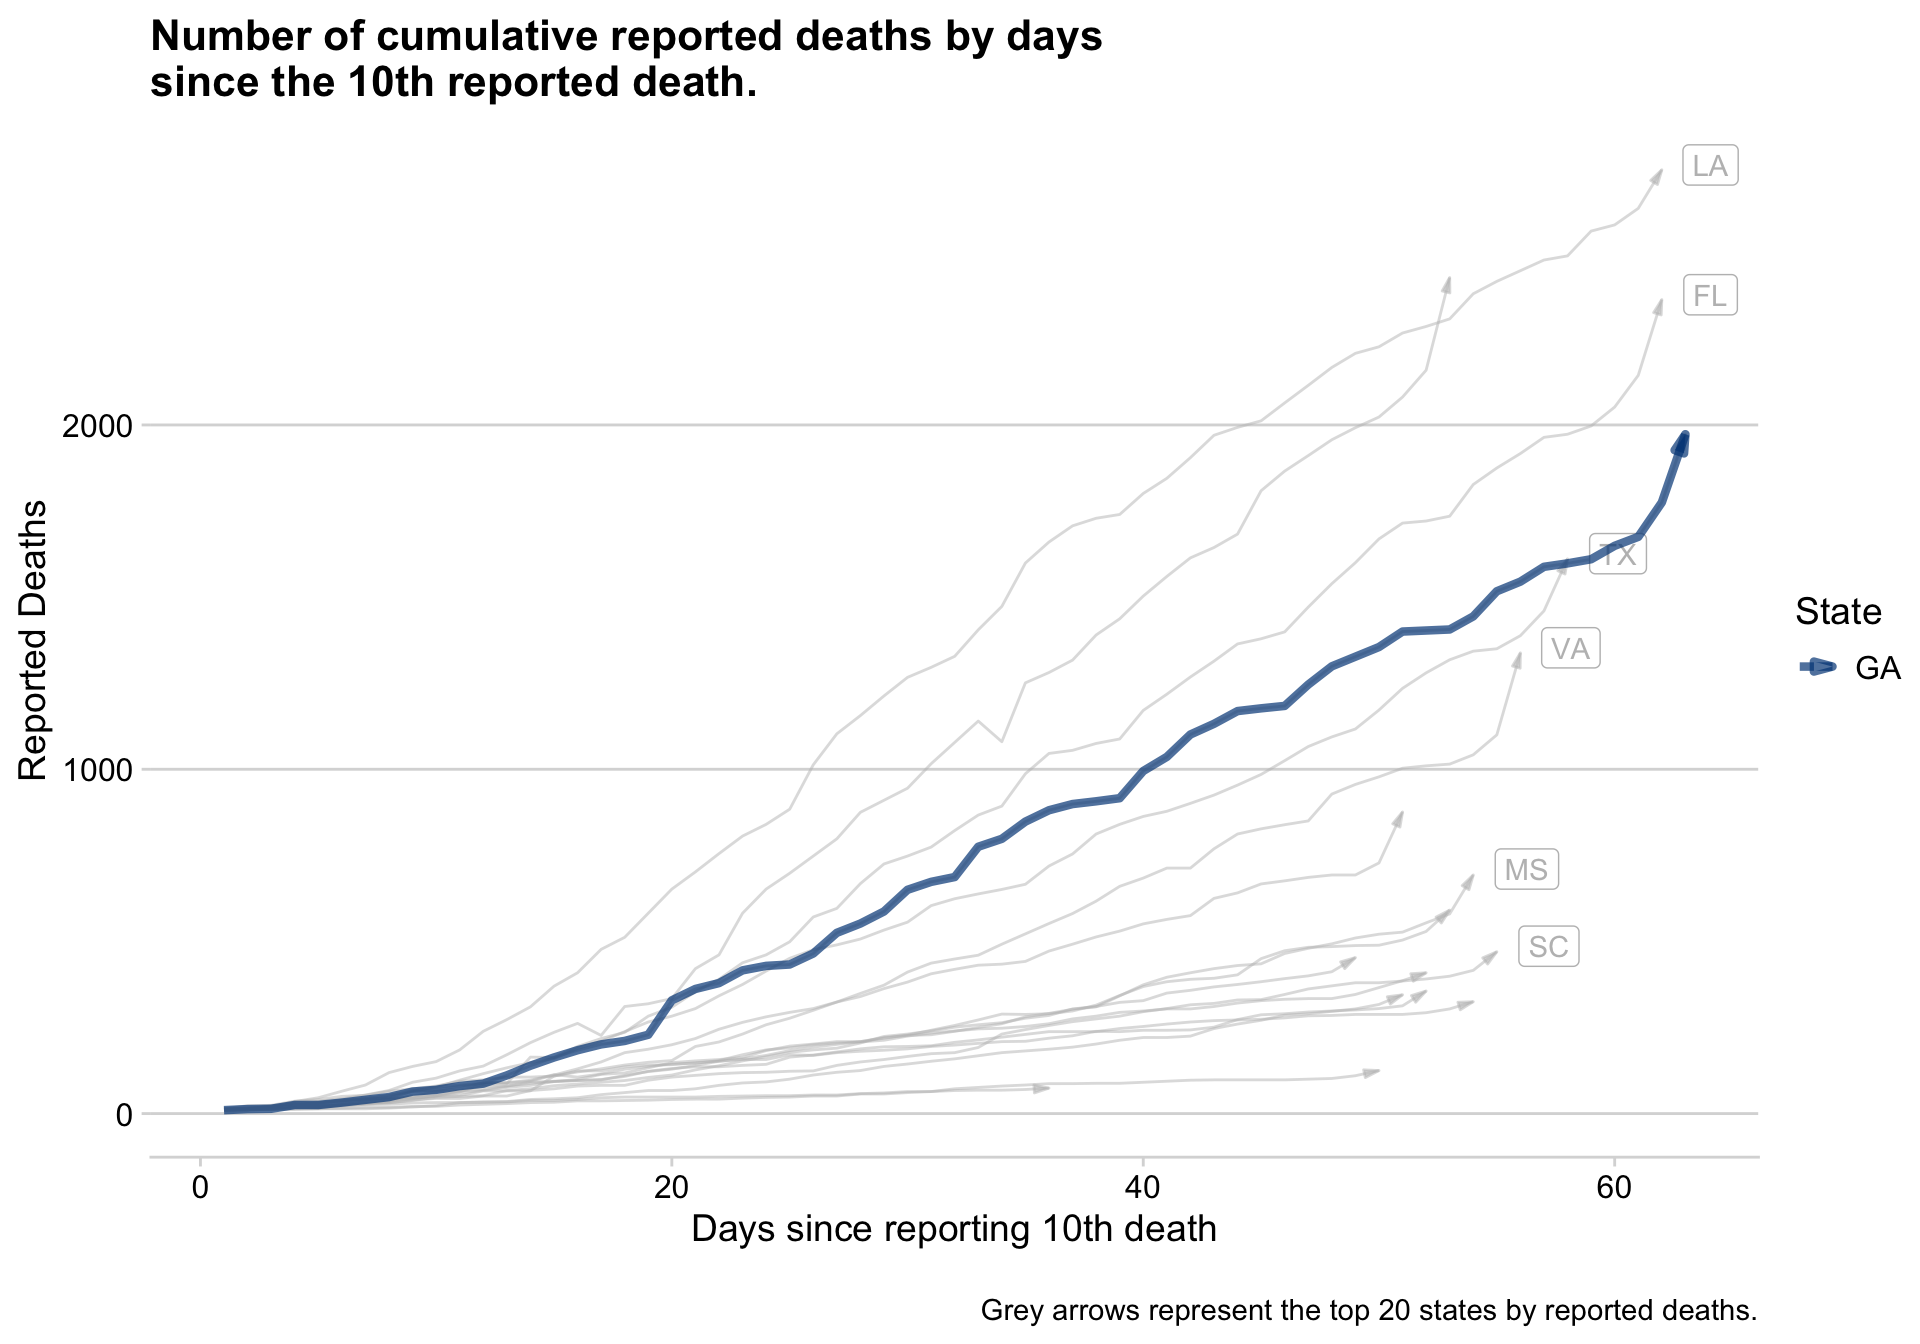 Number of cumulative reported deaths by days
since the 10th reported death.
LA
FL
2000
TX
VA
State
GA
Reported Deaths
1000
MS
SC
0
0 20 40 60
Days since reporting 10th death
Grey arrows represent the top 20 states by reported deaths.